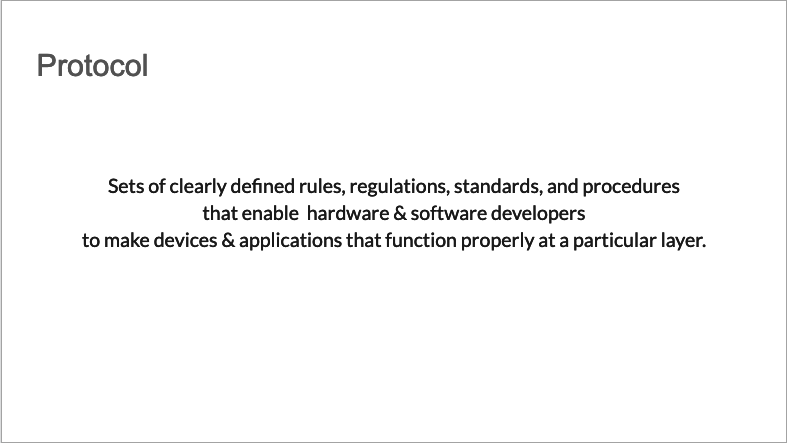 Protocol
Sets of clearly defined rules, regulations, standards, and procedures
that enable  hardware & software developers
to make devices & applications that function properly at a particular layer.